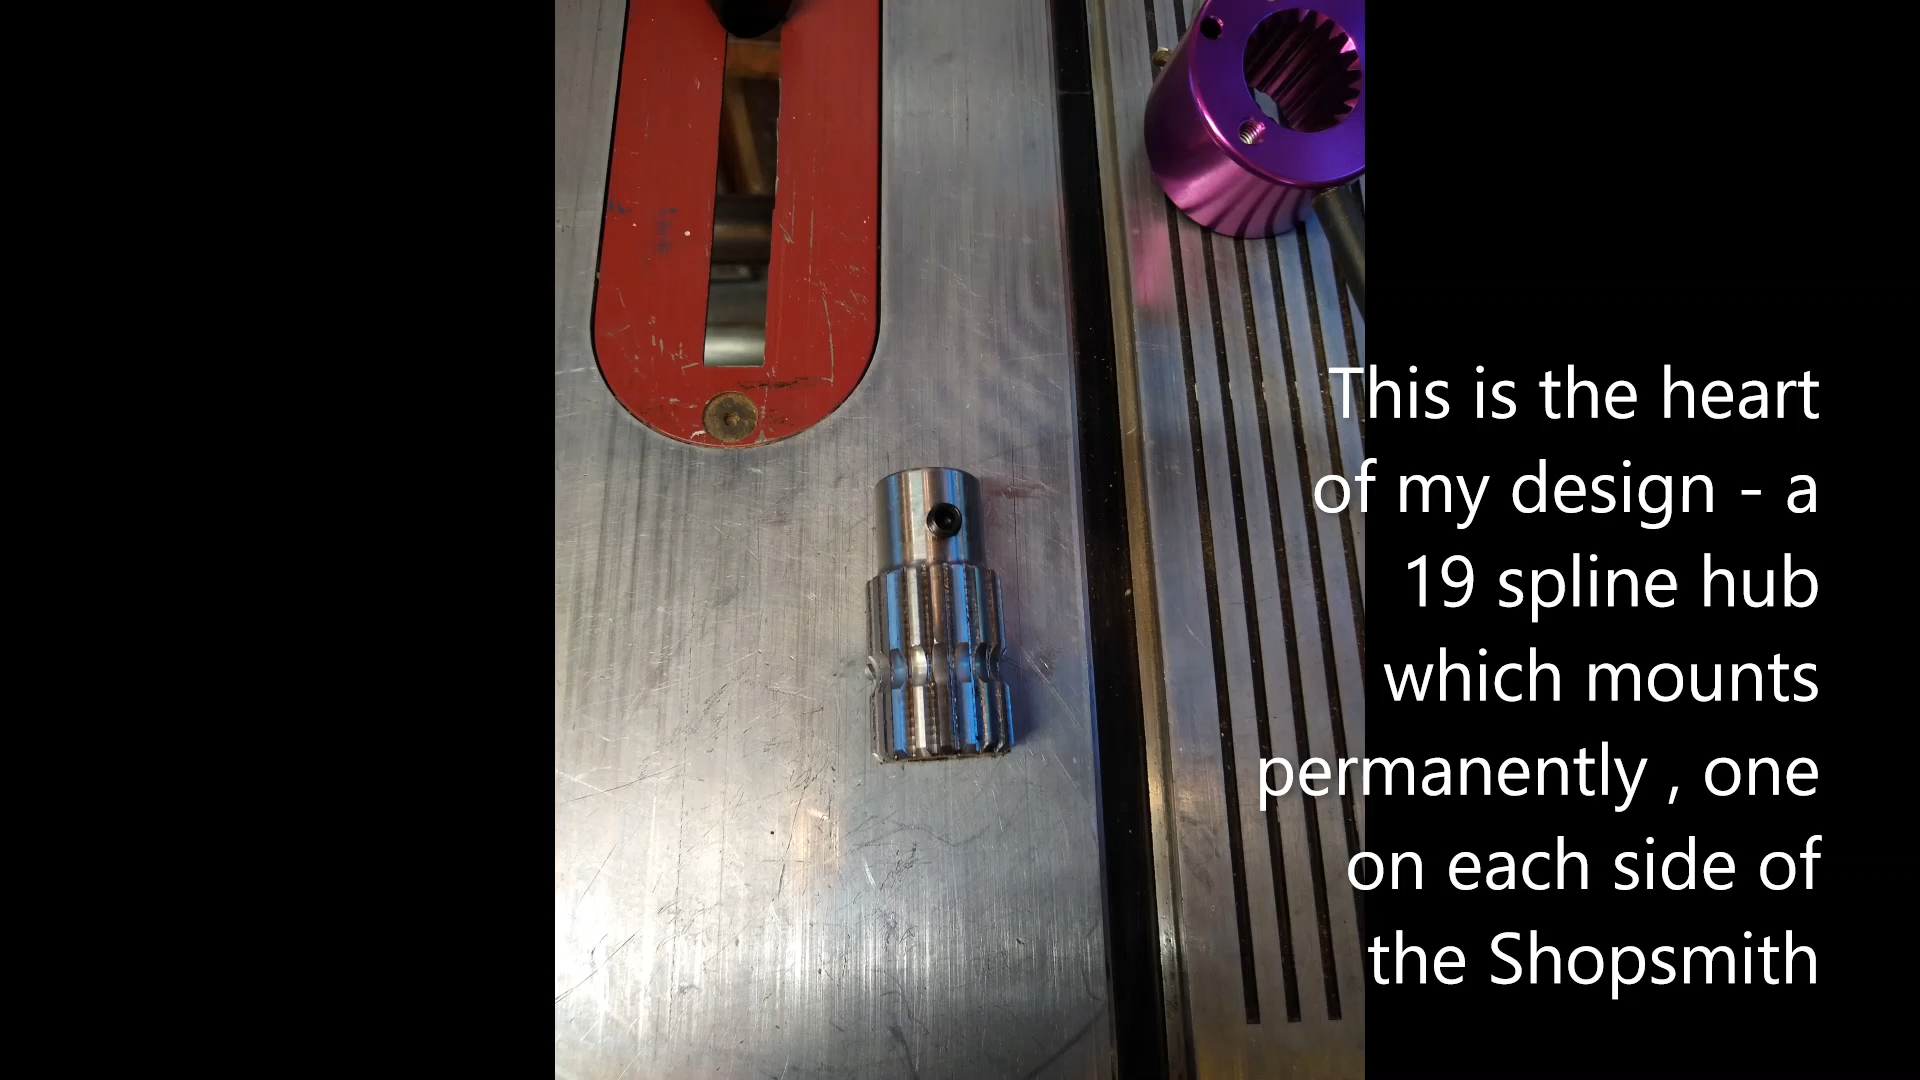 This is the heart
of my design - a
19 spline hub
which mounts
permanently , one
on each side of
the Shopsmith